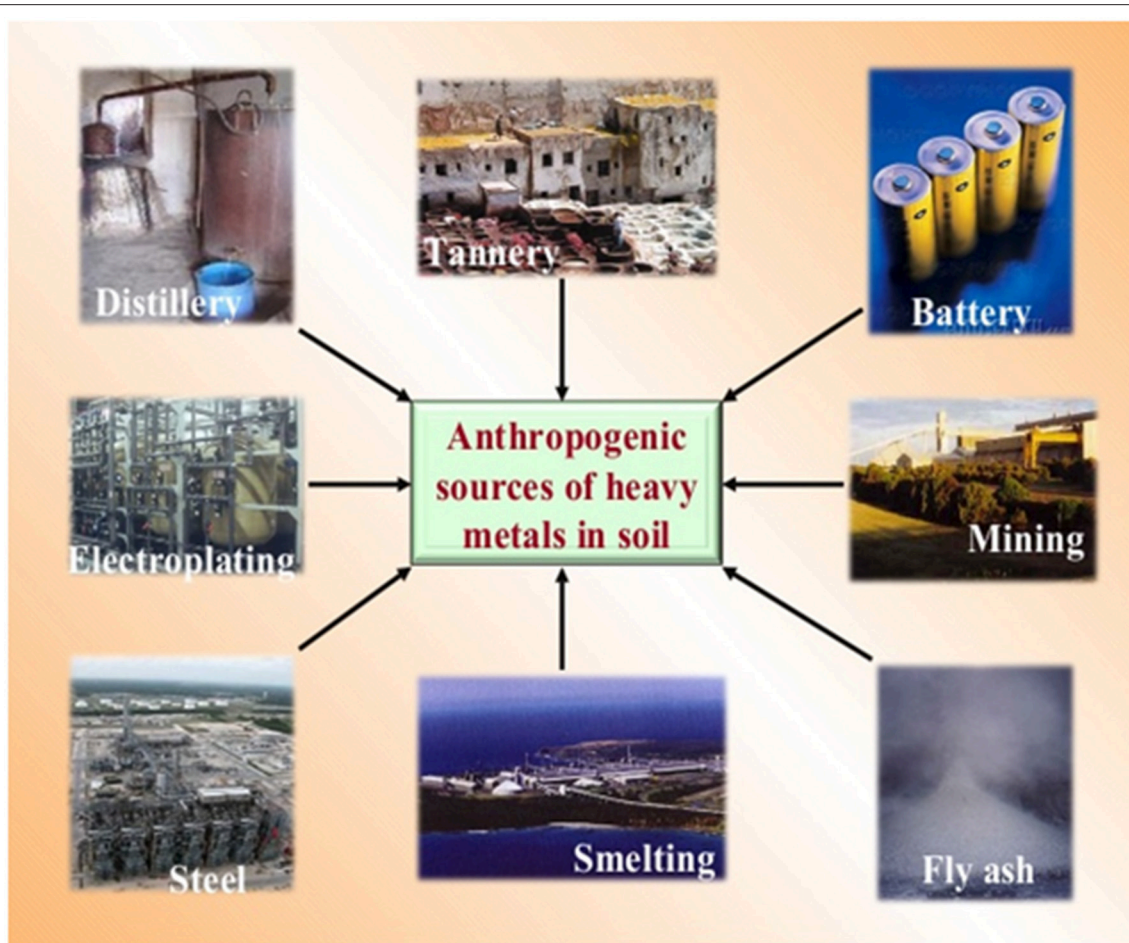 Distillery
Tannery
Battery
Electroplating
Anthropogenic
sources of heavy
metals in soil
Mining
Steel
Smelting
Fly ash